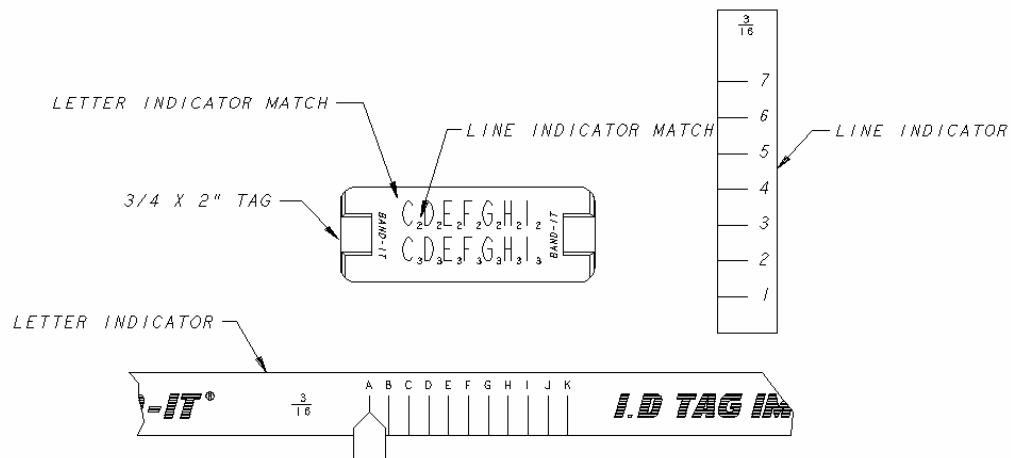 3/16
7
LETTER INDICATOR MATCH
6
LINE INDICATOR MATCH
LINE INDICATOR
5
4
3/4 X 2" TAG
BAND-IT
C₂D₂E₂F₂G₂H₂I₂
C₃D₃E₃F₃G₃H₃I₃
BAND-IT
3
2
1
LETTER INDICATOR
-IT®
3/16
A B C D E F G H I J K
I.D TAG IM